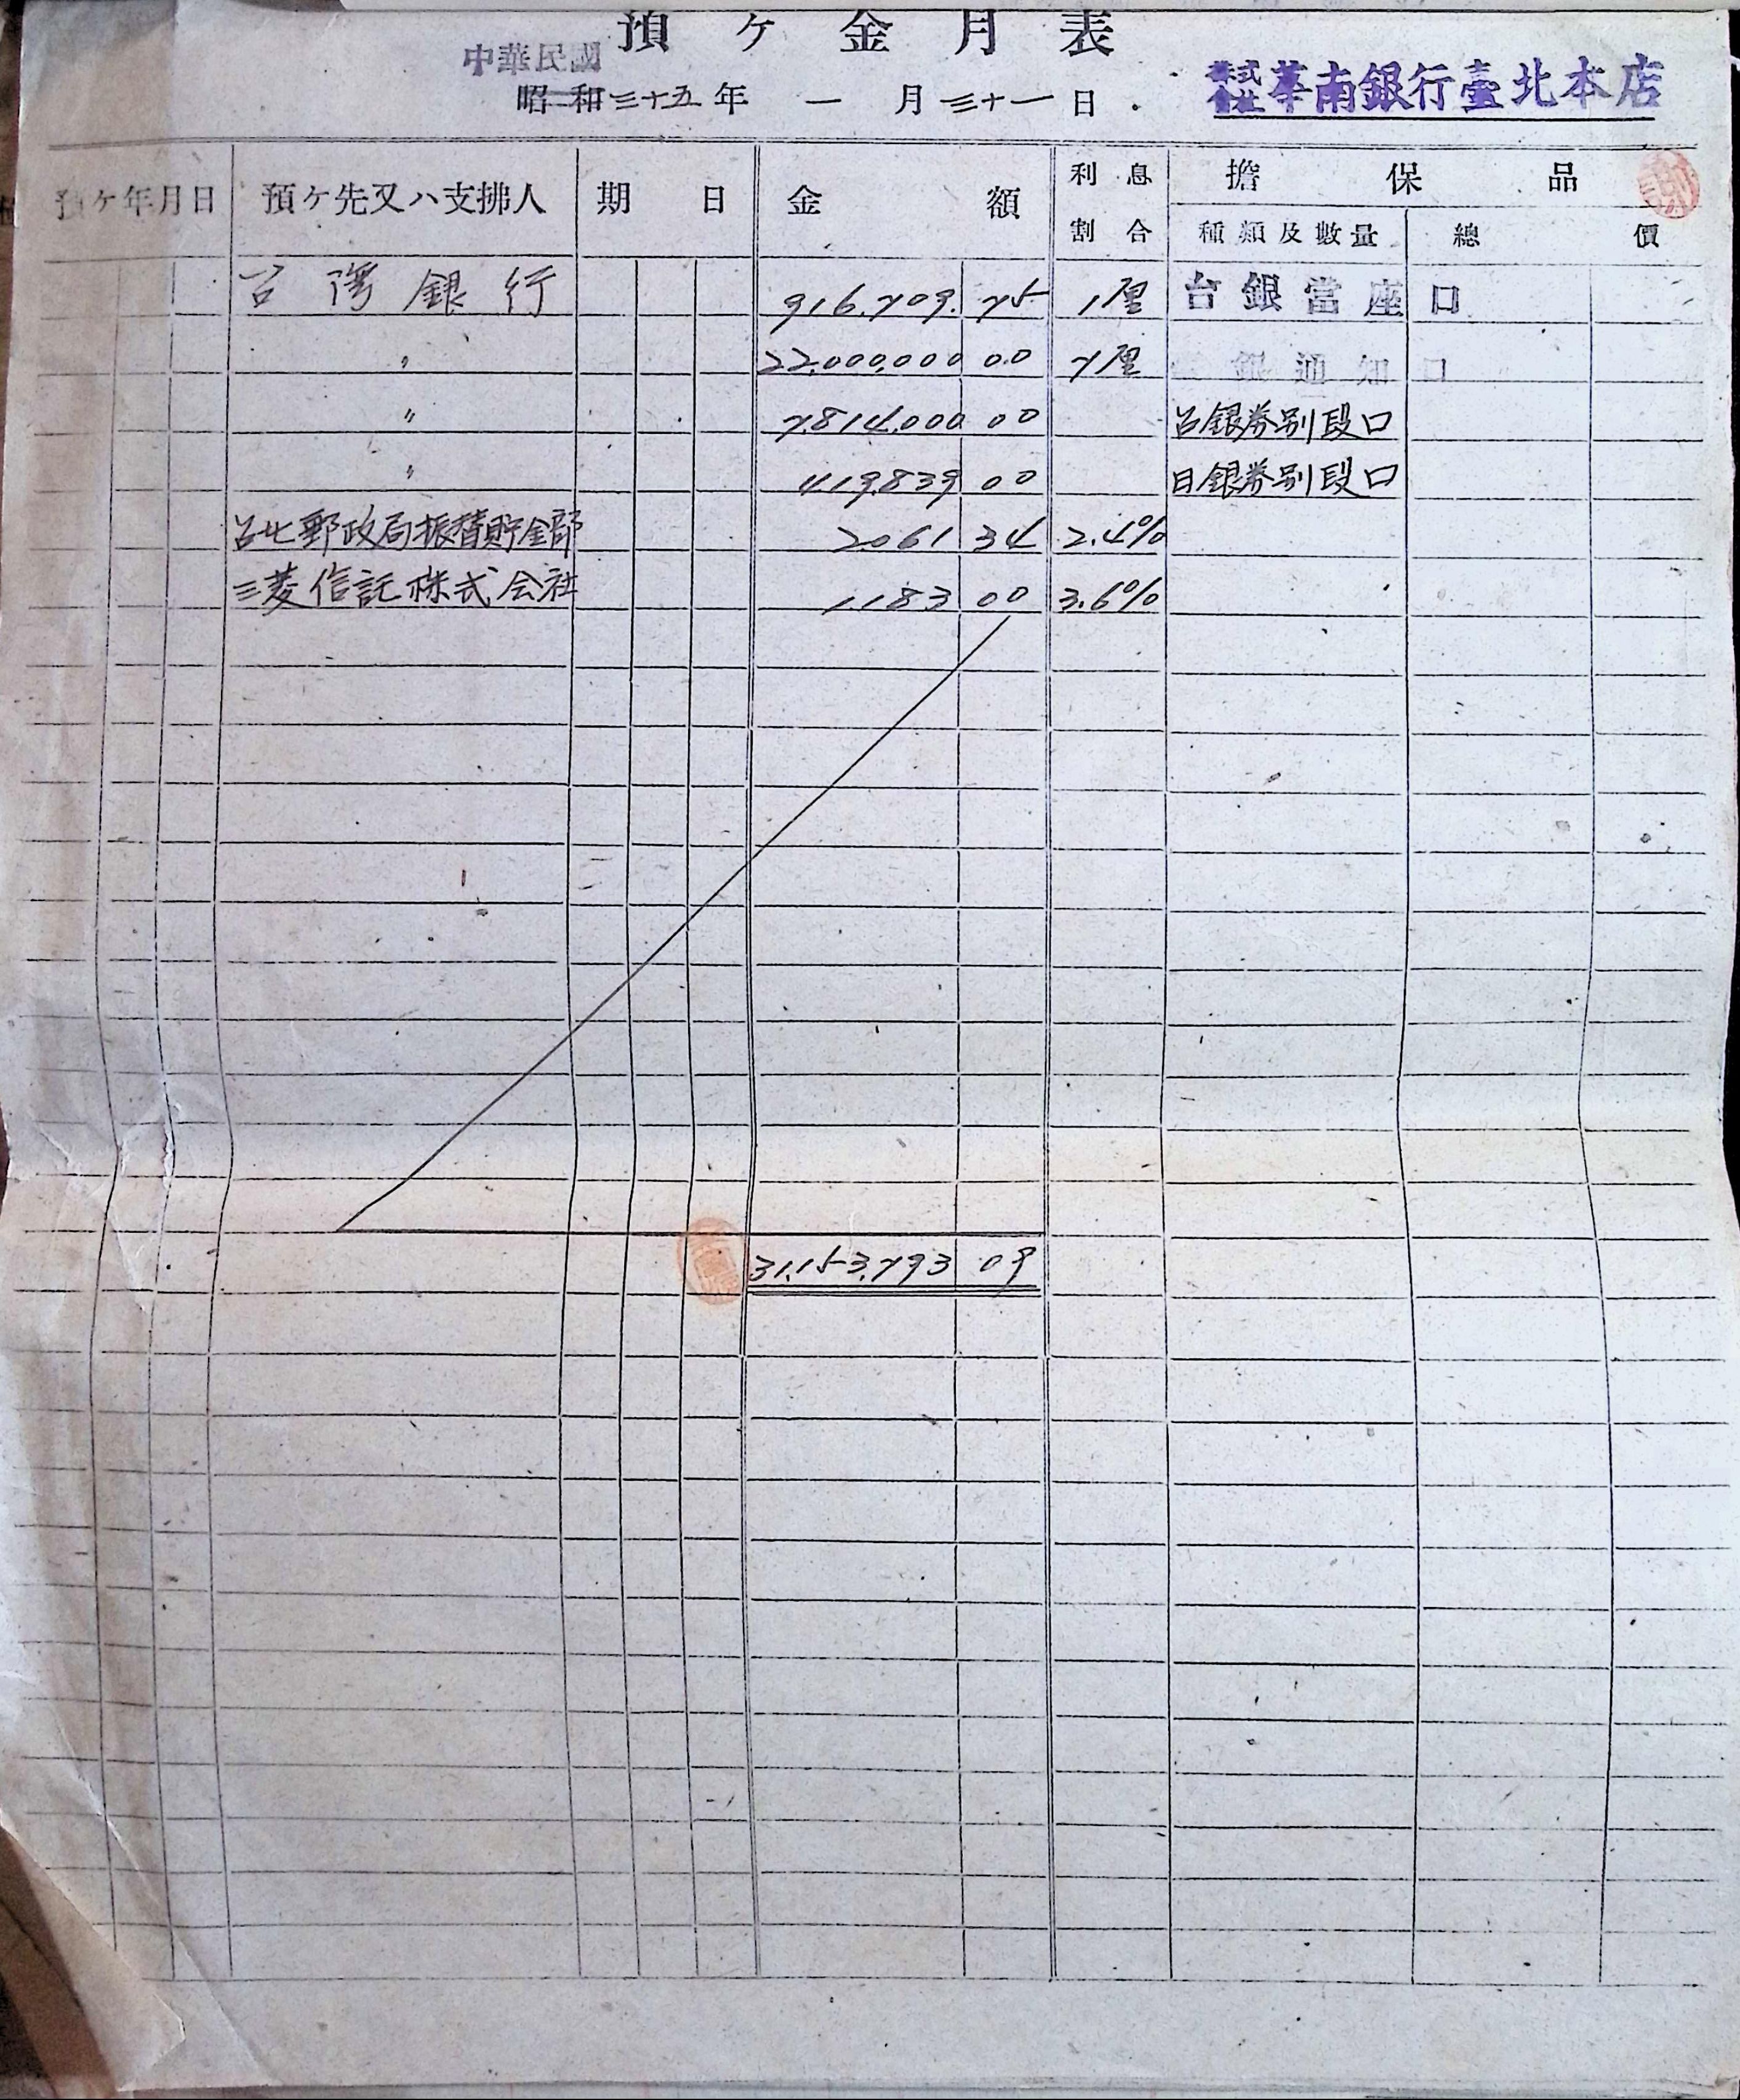 預ケ金月表
中華民國
昭和三十五年 一月三十一日
株式會社華南銀行臺北本店
預ケ年月日 預ケ先又ハ支拂人 期日 金額 利息割合 擔保品
種類及數量 總價
台湾銀行 916.709. 75 1厘 台銀當座口
〃 22.000.000 00 7厘 銀通知口
〃 7.814.000 00 台銀券別段口
〃 419.839 00 日銀券別段口
台北郵政局振替貯金部 2.061 34 2.4%
三菱信託株式会社 1.183 00 3.6%
31.153.793 09